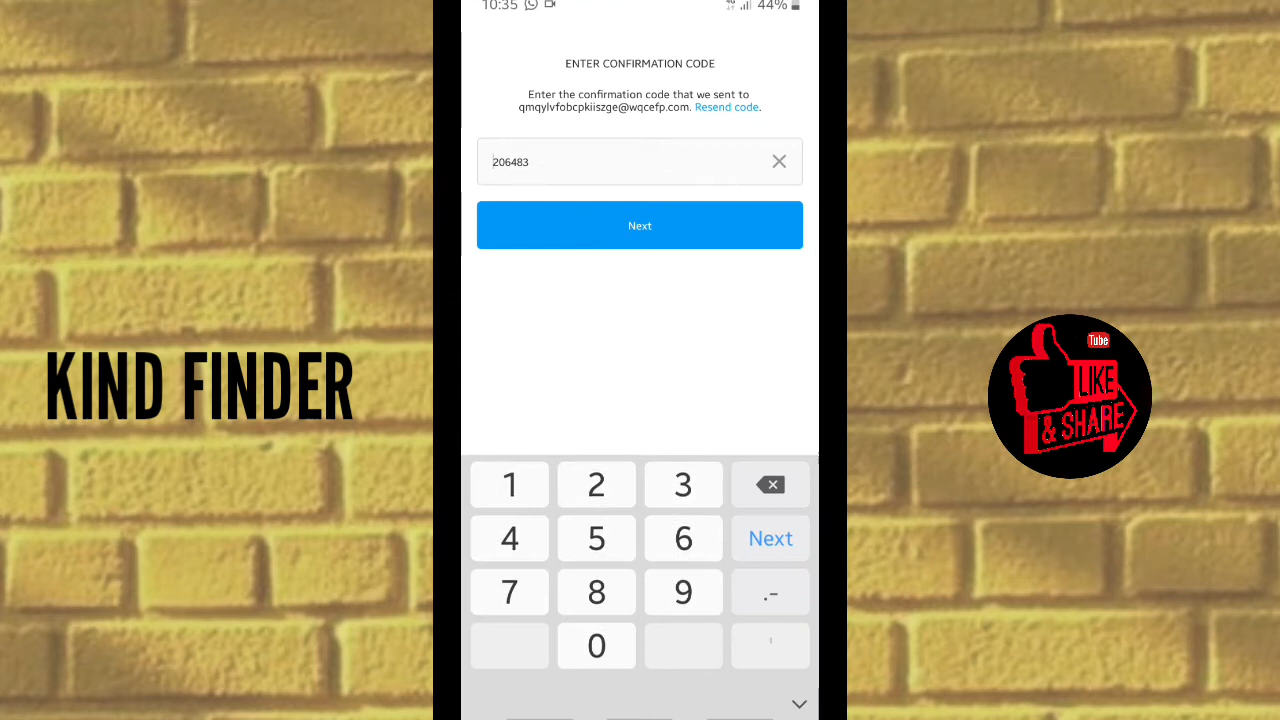 10:35
44%
ENTER CONFIRMATION CODE
Enter the confirmation code that we sent to
qmqylvfobcpkiiszge@wqcefp.com. Resend code.
206483
Next
KIND FINDER
Tube
LIKE
& SHARE
1 2 3
4 5 6 Next
7 8 9 .-
0 '